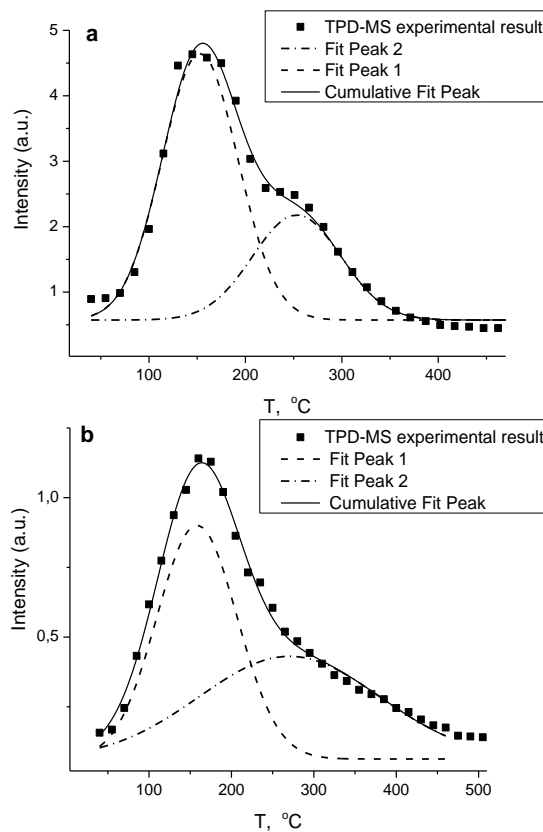 a
TPD-MS experimental result
Fit Peak 2
Fit Peak 1
Cumulative Fit Peak
5
4
3
2
1
Intensity (a.u.)
100 200 300 400
T, °C
b
TPD-MS experimental result
Fit Peak 1
Fit Peak 2
Cumulative Fit Peak
1,0
0,5
Intensity (a.u.)
100 200 300 400 500
T, °C